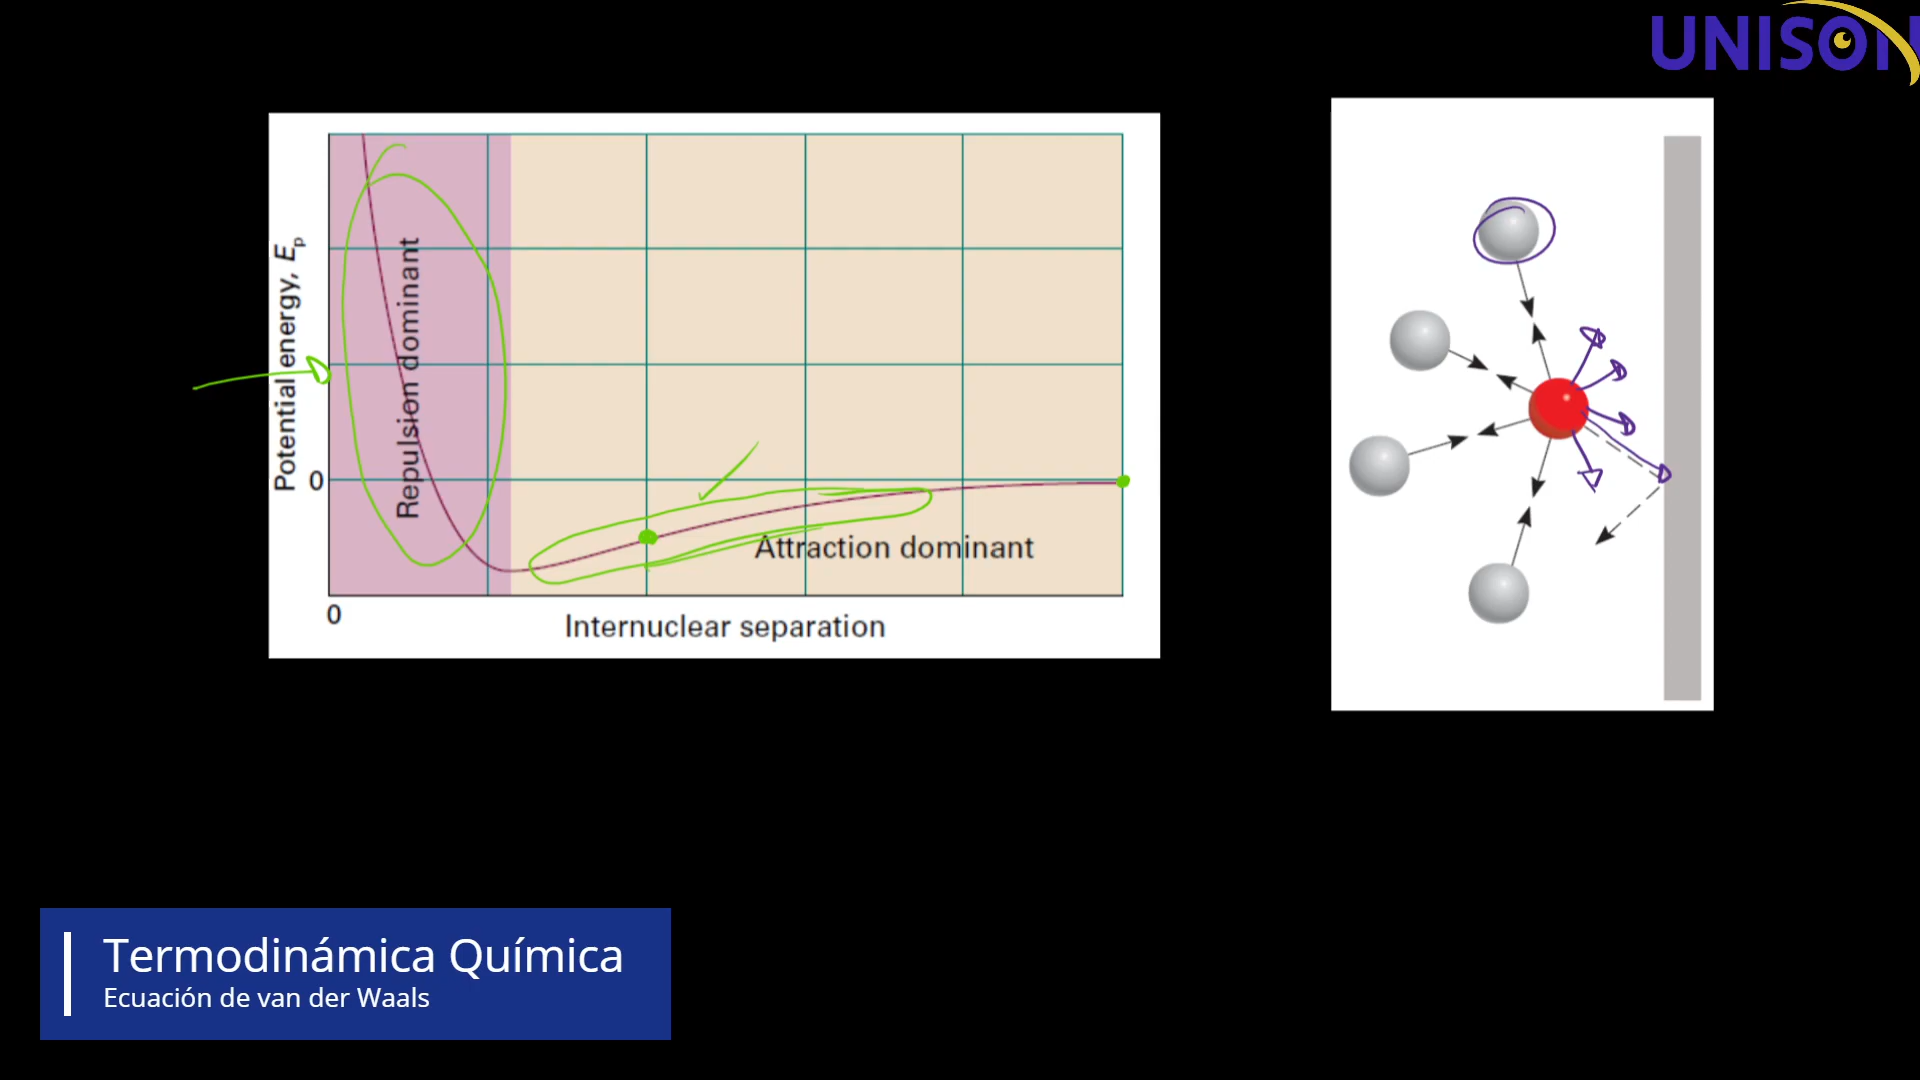 UNISON
Potential energy, Ep
Repulsion dominant
0
Attraction dominant
0
Internuclear separation
Termodinámica Química
Ecuación de van der Waals